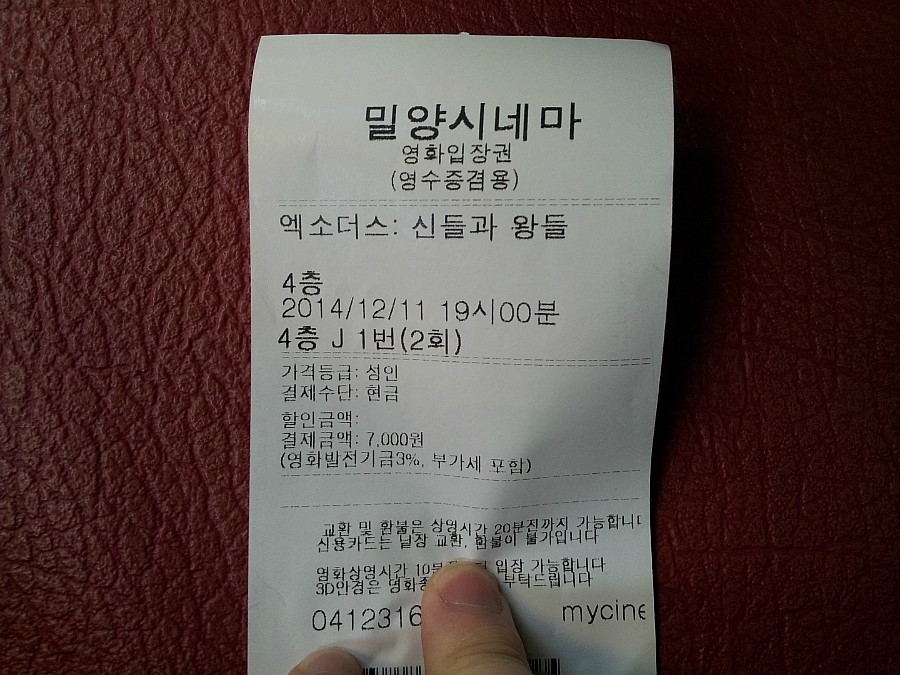 밀양시네마
영화입장권
(영수증겸용)
엑소더스: 신들과 왕들
4층
2014/12/11 19시00분
4층 J 1번(2회)
가격등급: 성인
결제수단: 현금
할인금액:
결제금액: 7,000원
(영화발전기금3%, 부가세 포함)
교환 및 환불은 상영시간 20분전까지 가능합니다
신용카드는 낱장 교환, 환불이 불가입니다
영화상영시간 10분 입장 가능합니다
3D안경은 부탁드립니다
0412316
mycine